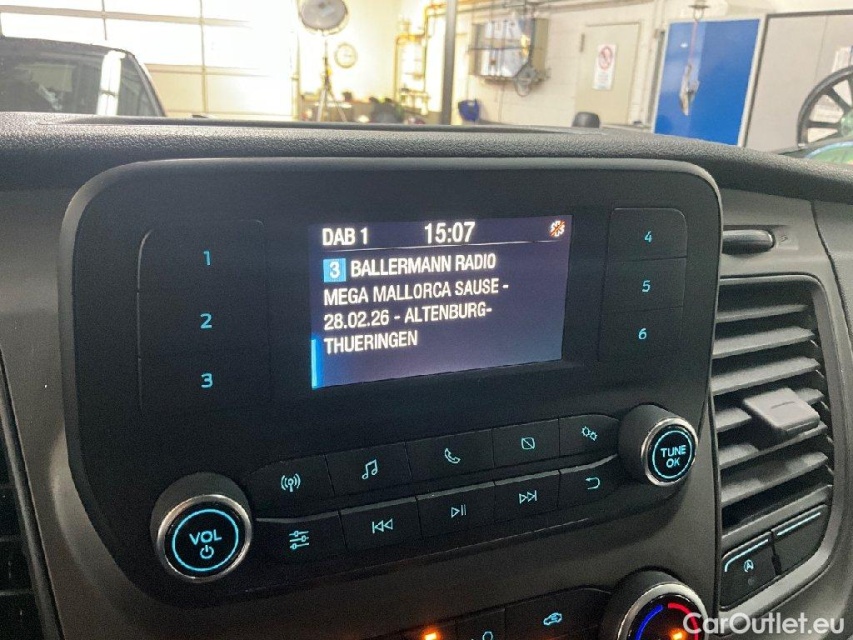 DAB 1 15:07
3 BALLERMANN RADIO
MEGA MALLORCA SAUSE -
28.02.26 - ALTENBURG-
THUERINGEN
1
2
3
4
5
6
TUNE
OK
VOL
A
CarOutlet.eu